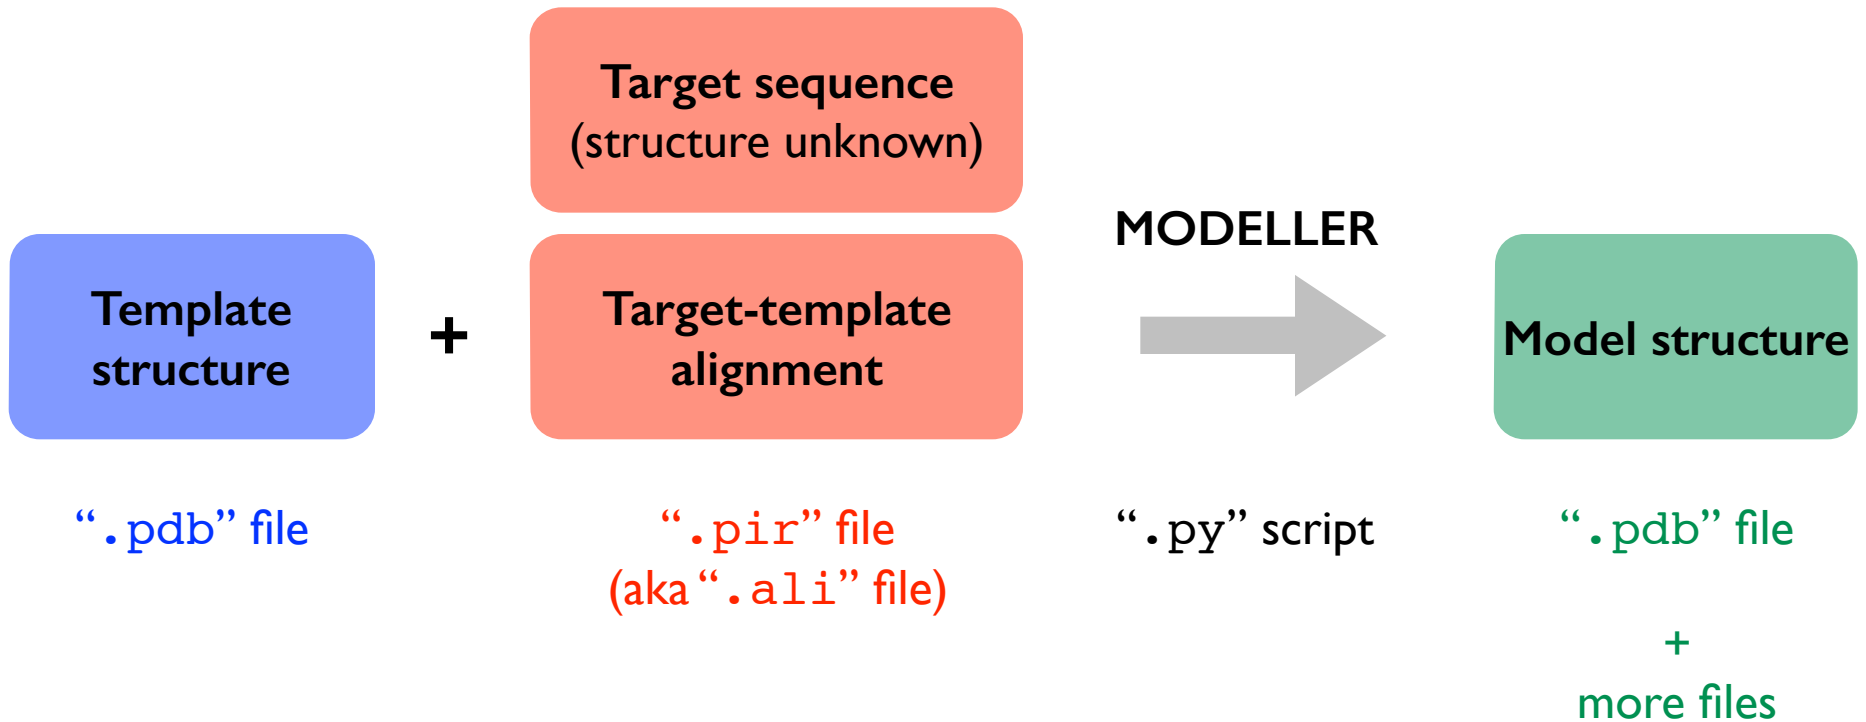 Target sequence
(structure unknown)
Template
structure
+
Target-template
alignment
MODELLER
Model structure
“.pdb” file
“.pir” file
(aka “.ali” file)
“.py” script
“.pdb” file
+
more files